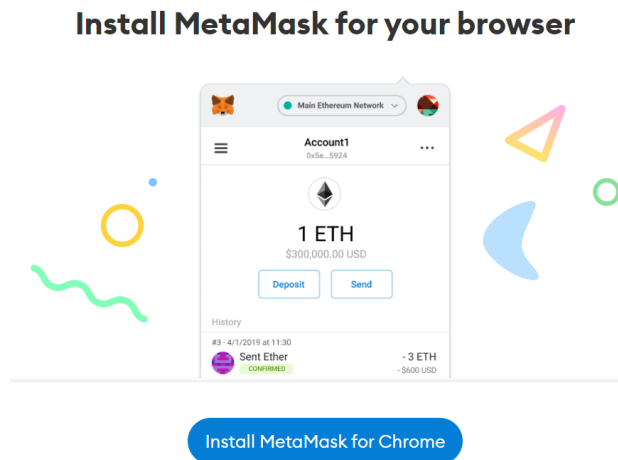 Install MetaMask for your browser
Main Ethereum Network
Account1
0x5e...5924
1 ETH
$300,000.00 USD
Deposit Send
History
#3 - 4/1/2019 at 11:30
Sent Ether - 3 ETH
CONFIRMED - $600 USD
Install MetaMask for Chrome